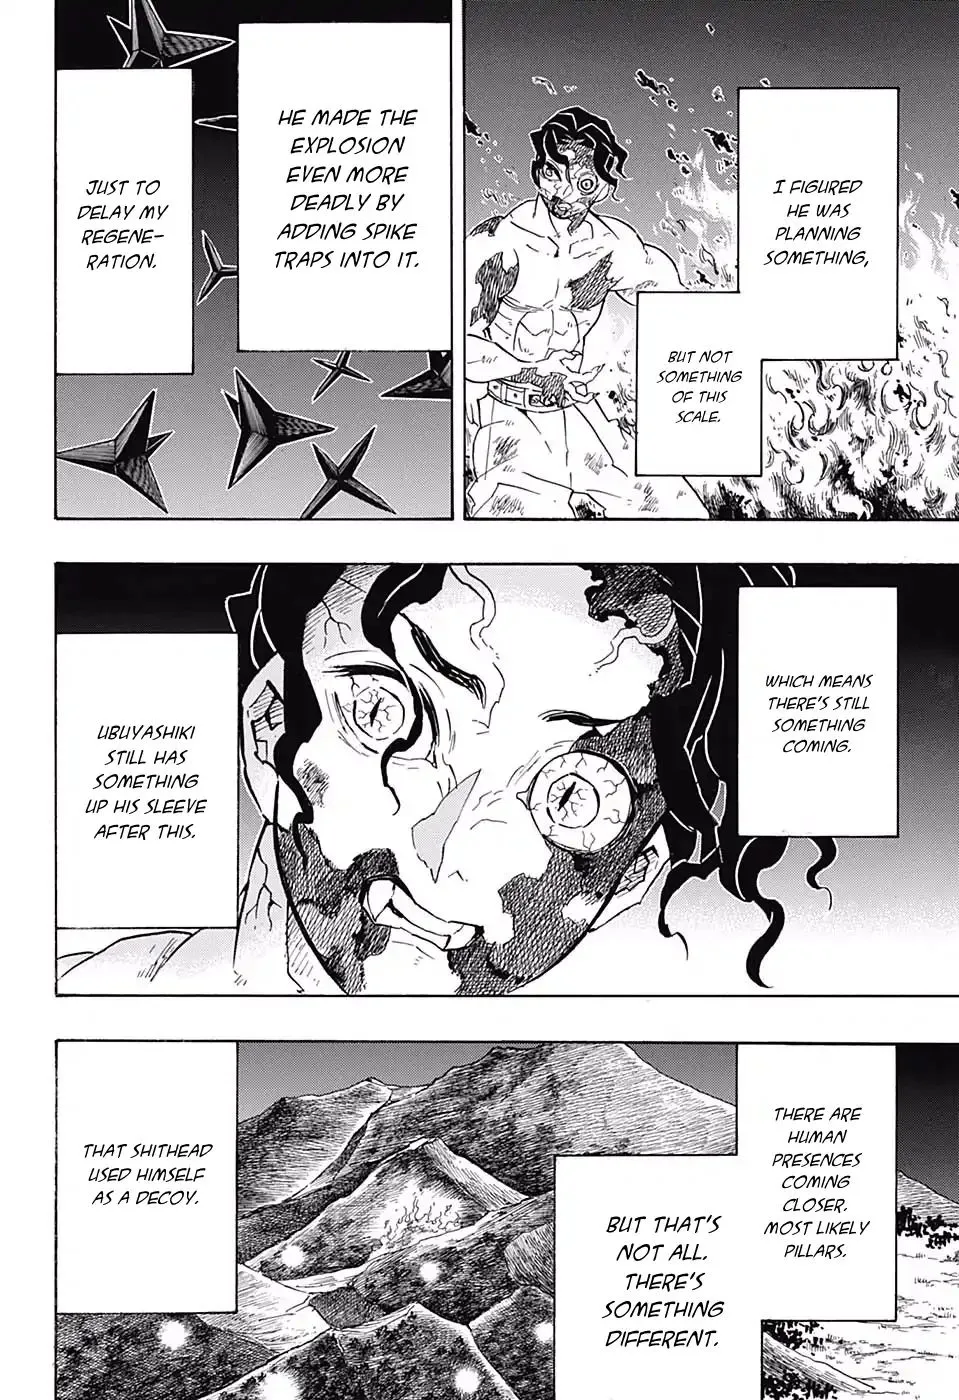 I FIGURED
HE WAS
PLANNING
SOMETHING,
BUT NOT
SOMETHING
OF THIS
SCALE.
HE MADE THE
EXPLOSION
EVEN MORE
DEADLY BY
ADDING SPIKE
TRAPS INTO IT.
JUST TO
DELAY MY
REGENE-
RATION.
WHICH MEANS
THERE'S STILL
SOMETHING
COMING.
UBUYASHIKI
STILL HAS
SOMETHING
UP HIS SLEEVE
AFTER THIS.
THERE ARE
HUMAN
PRESENCES
COMING
CLOSER.
MOST LIKELY
PILLARS.
BUT THAT'S
NOT ALL.
THERE'S
SOMETHING
DIFFERENT.
THAT SHITHEAD
USED HIMSELF
AS A DECOY.